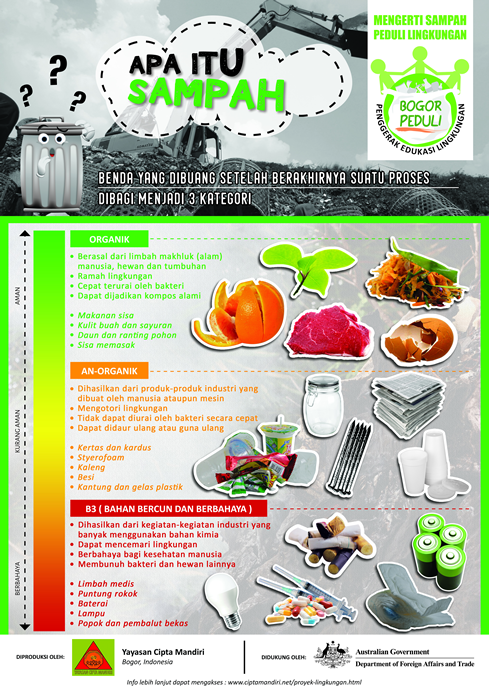 APA ITU
SAMPAH
? ? ?
MENGERTI SAMPAH
PEDULI LINGKUNGAN
BOGOR
PEDULI
PENGGERAK EDUKASI LINGKUNGAN
BENDA YANG DIBUANG SETELAH BERAKHIRNYA SUATU PROSES
DIBAGI MENJADI 3 KATEGORI
AMAN
KURANG AMAN
BERBAHAYA
ORGANIK
• Berasal dari limbah makhluk (alam)
manusia, hewan dan tumbuhan
• Ramah lingkungan
• Cepat terurai oleh bakteri
• Dapat dijadikan kompos alami
• Makanan sisa
• Kulit buah dan sayuran
• Daun dan ranting pohon
• Sisa memasak
AN-ORGANIK
• Dihasilkan dari produk-produk industri yang
dibuat oleh manusia ataupun mesin
• Mengotori lingkungan
• Tidak dapat diurai oleh bakteri secara cepat
• Dapat didaur ulang atau guna ulang
• Kertas dan kardus
• Styerofoam
• Kaleng
• Besi
• Kantung dan gelas plastik
B3 ( BAHAN BERCUN DAN BERBAHAYA )
• Dihasilkan dari kegiatan-kegiatan industri yang
banyak menggunakan bahan kimia
• Dapat mencemari lingkungan
• Berbahaya bagi kesehatan manusia
• Membunuh bakteri dan hewan lainnya
• Limbah medis
• Puntung rokok
• Baterai
• Lampu
• Popok dan pembalut bekas
DIPRODUKSI OLEH:
Yayasan Cipta Mandiri
Bogor, Indonesia
DIDUKUNG OLEH:
Australian Government
Department of Foreign Affairs and Trade
Info lebih lanjut dapat mengakses : www.ciptamandiri.net/proyek-lingkungan.html